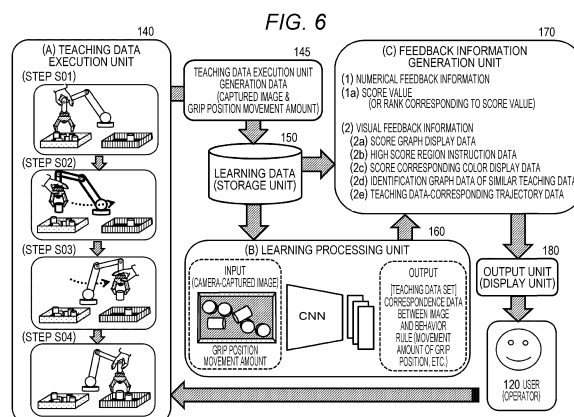 FIG. 6
140
(A) TEACHING DATA
EXECUTION UNIT
(STEP S01)
(STEP S02)
(STEP S03)
(STEP S04)
145
TEACHING DATA EXECUTION UNIT
GENERATION DATA
(CAPTURED IMAGE &
GRIP POSITION MOVEMENT AMOUNT)
150
LEARNING DATA
(STORAGE UNIT)
160
(B) LEARNING PROCESSING UNIT
INPUT
(CAMERA-CAPTURED IMAGE)
GRIP POSITION
MOVEMENT AMOUNT
CNN
OUTPUT
[TEACHING DATA SET]
CORRESPONDENCE DATA
BETWEEN IMAGE
AND BEHAVIOR
RULE (MOVEMENT
AMOUNT OF GRIP
POSITION, ETC.)
170
(C) FEEDBACK INFORMATION
GENERATION UNIT
(1) NUMERICAL FEEDBACK INFORMATION
(1a) SCORE VALUE
(OR RANK CORRESPONDING TO SCORE VALUE)
(2) VISUAL FEEDBACK INFORMATION
(2a) SCORE GRAPH DISPLAY DATA
(2b) HIGH SCORE REGION INSTRUCTION DATA
(2c) SCORE CORRESPONDING COLOR DISPLAY DATA
(2d) IDENTIFICATION GRAPH DATA OF SIMILAR TEACHING DATA
(2e) TEACHING DATA-CORRESPONDING TRAJECTORY DATA
180
OUTPUT UNIT
(DISPLAY UNIT)
120 USER
(OPERATOR)